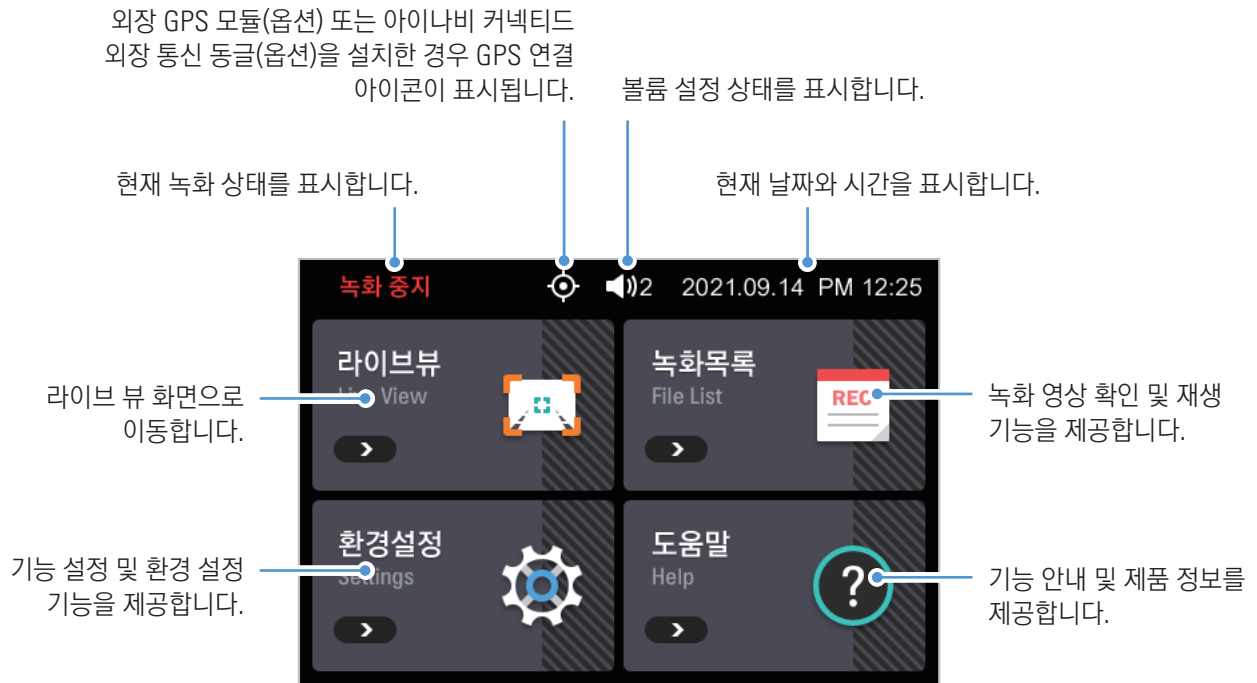 외장 GPS 모듈(옵션) 또는 아이나비 커넥티드
외장 통신 동글(옵션)을 설치한 경우 GPS 연결
아이콘이 표시됩니다.
볼륨 설정 상태를 표시합니다.
현재 녹화 상태를 표시합니다.
현재 날짜와 시간을 표시합니다.
녹화 중지
2
2021.09.14 PM 12:25
라이브뷰
Live View
녹화목록
File List
REC
라이브 뷰 화면으로
이동합니다.
녹화 영상 확인 및 재생
기능을 제공합니다.
환경설정
Settings
도움말
Help
?
기능 설정 및 환경 설정
기능을 제공합니다.
기능 안내 및 제품 정보를
제공합니다.